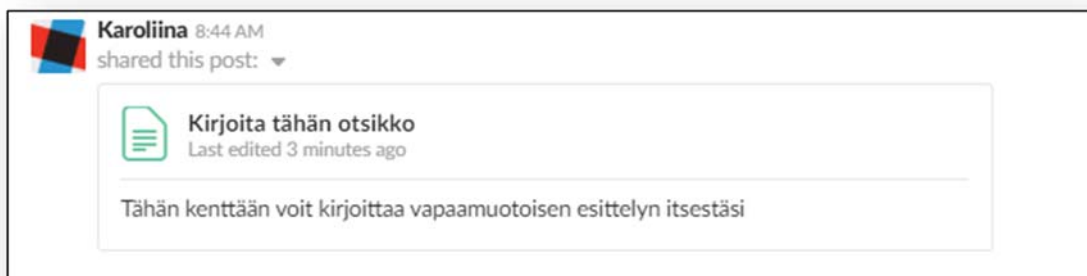 Karoliina 8:44 AM
shared this post:
Kirjoita tähän otsikko
Last edited 3 minutes ago
Tähän kenttään voit kirjoittaa vapaamuotoisen esittelyn itsestäsi